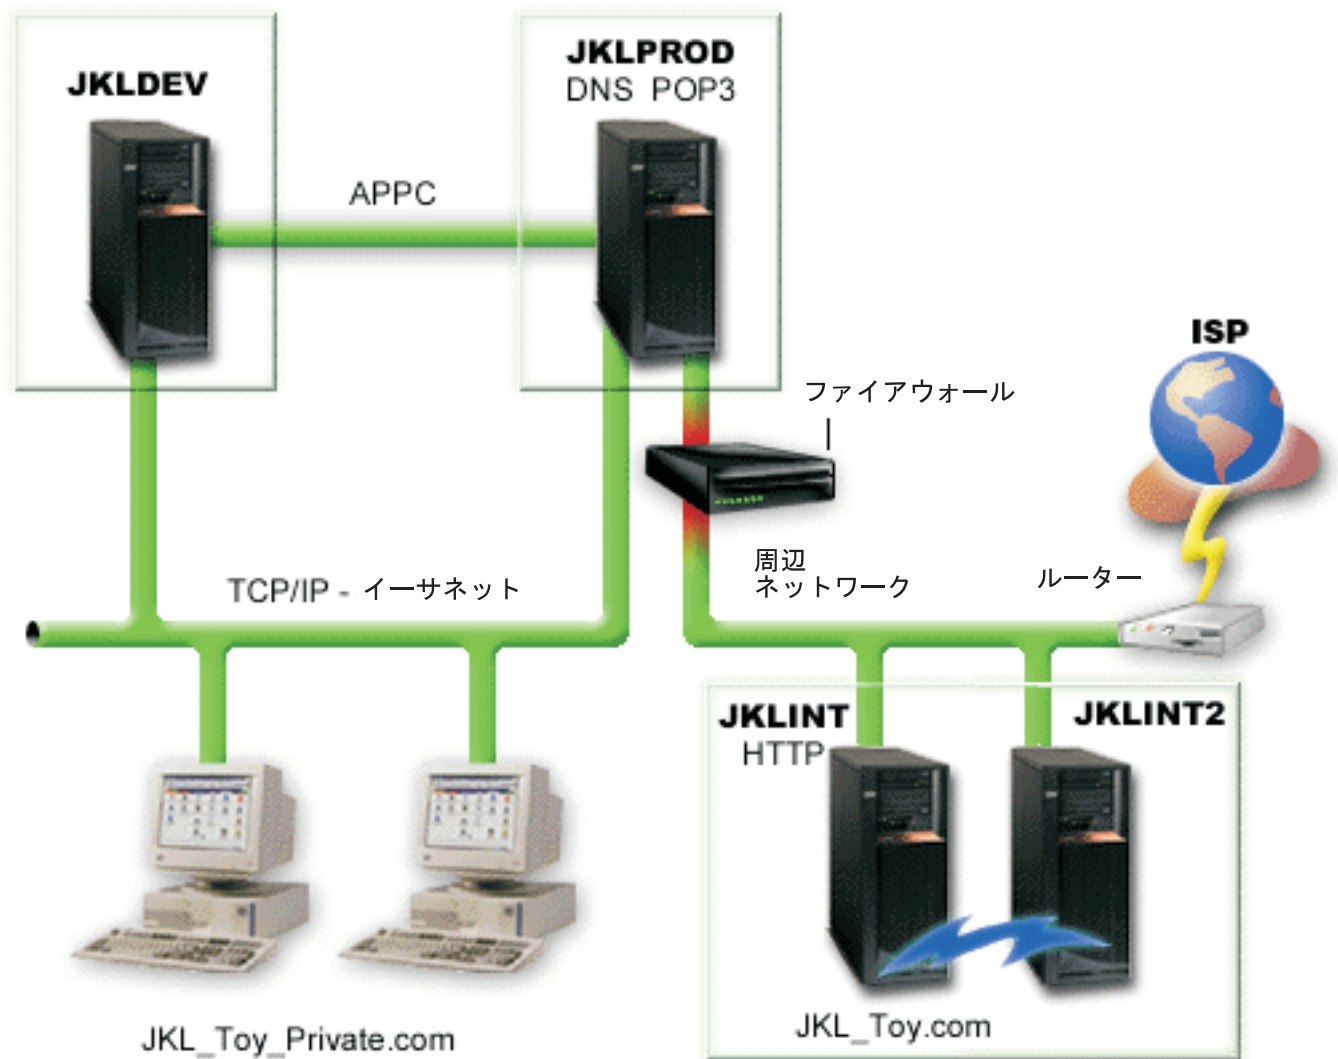 JKLDEV
JKLPROD
DNS POP3
APPC
ISP
ファイアウォール
周辺
ネットワーク
ルーター
TCP/IP - イーサネット
JKLINT
HTTP
JKLINT2
JKL_Toy.com
JKL_Toy_Private.com